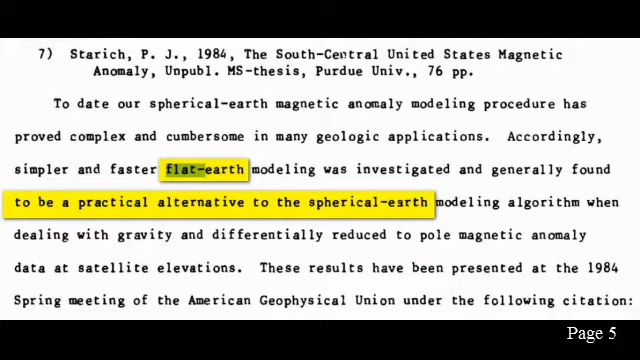 7) Starich, P. J., 1984, The South-Central United States Magnetic
Anomaly, Unpubl. MS-thesis, Purdue Univ., 76 pp.
To date our spherical-earth magnetic anomaly modeling procedure has
proved complex and cumbersome in many geologic applications. Accordingly,
simpler and faster flat-earth modeling was investigated and generally found
to be a practical alternative to the spherical-earth modeling algorithm when
dealing with gravity and differentially reduced to pole magnetic anomaly
data at satellite elevations. These results have been presented at the 1984
Spring meeting of the American Geophysical Union under the following citation:
Page 5